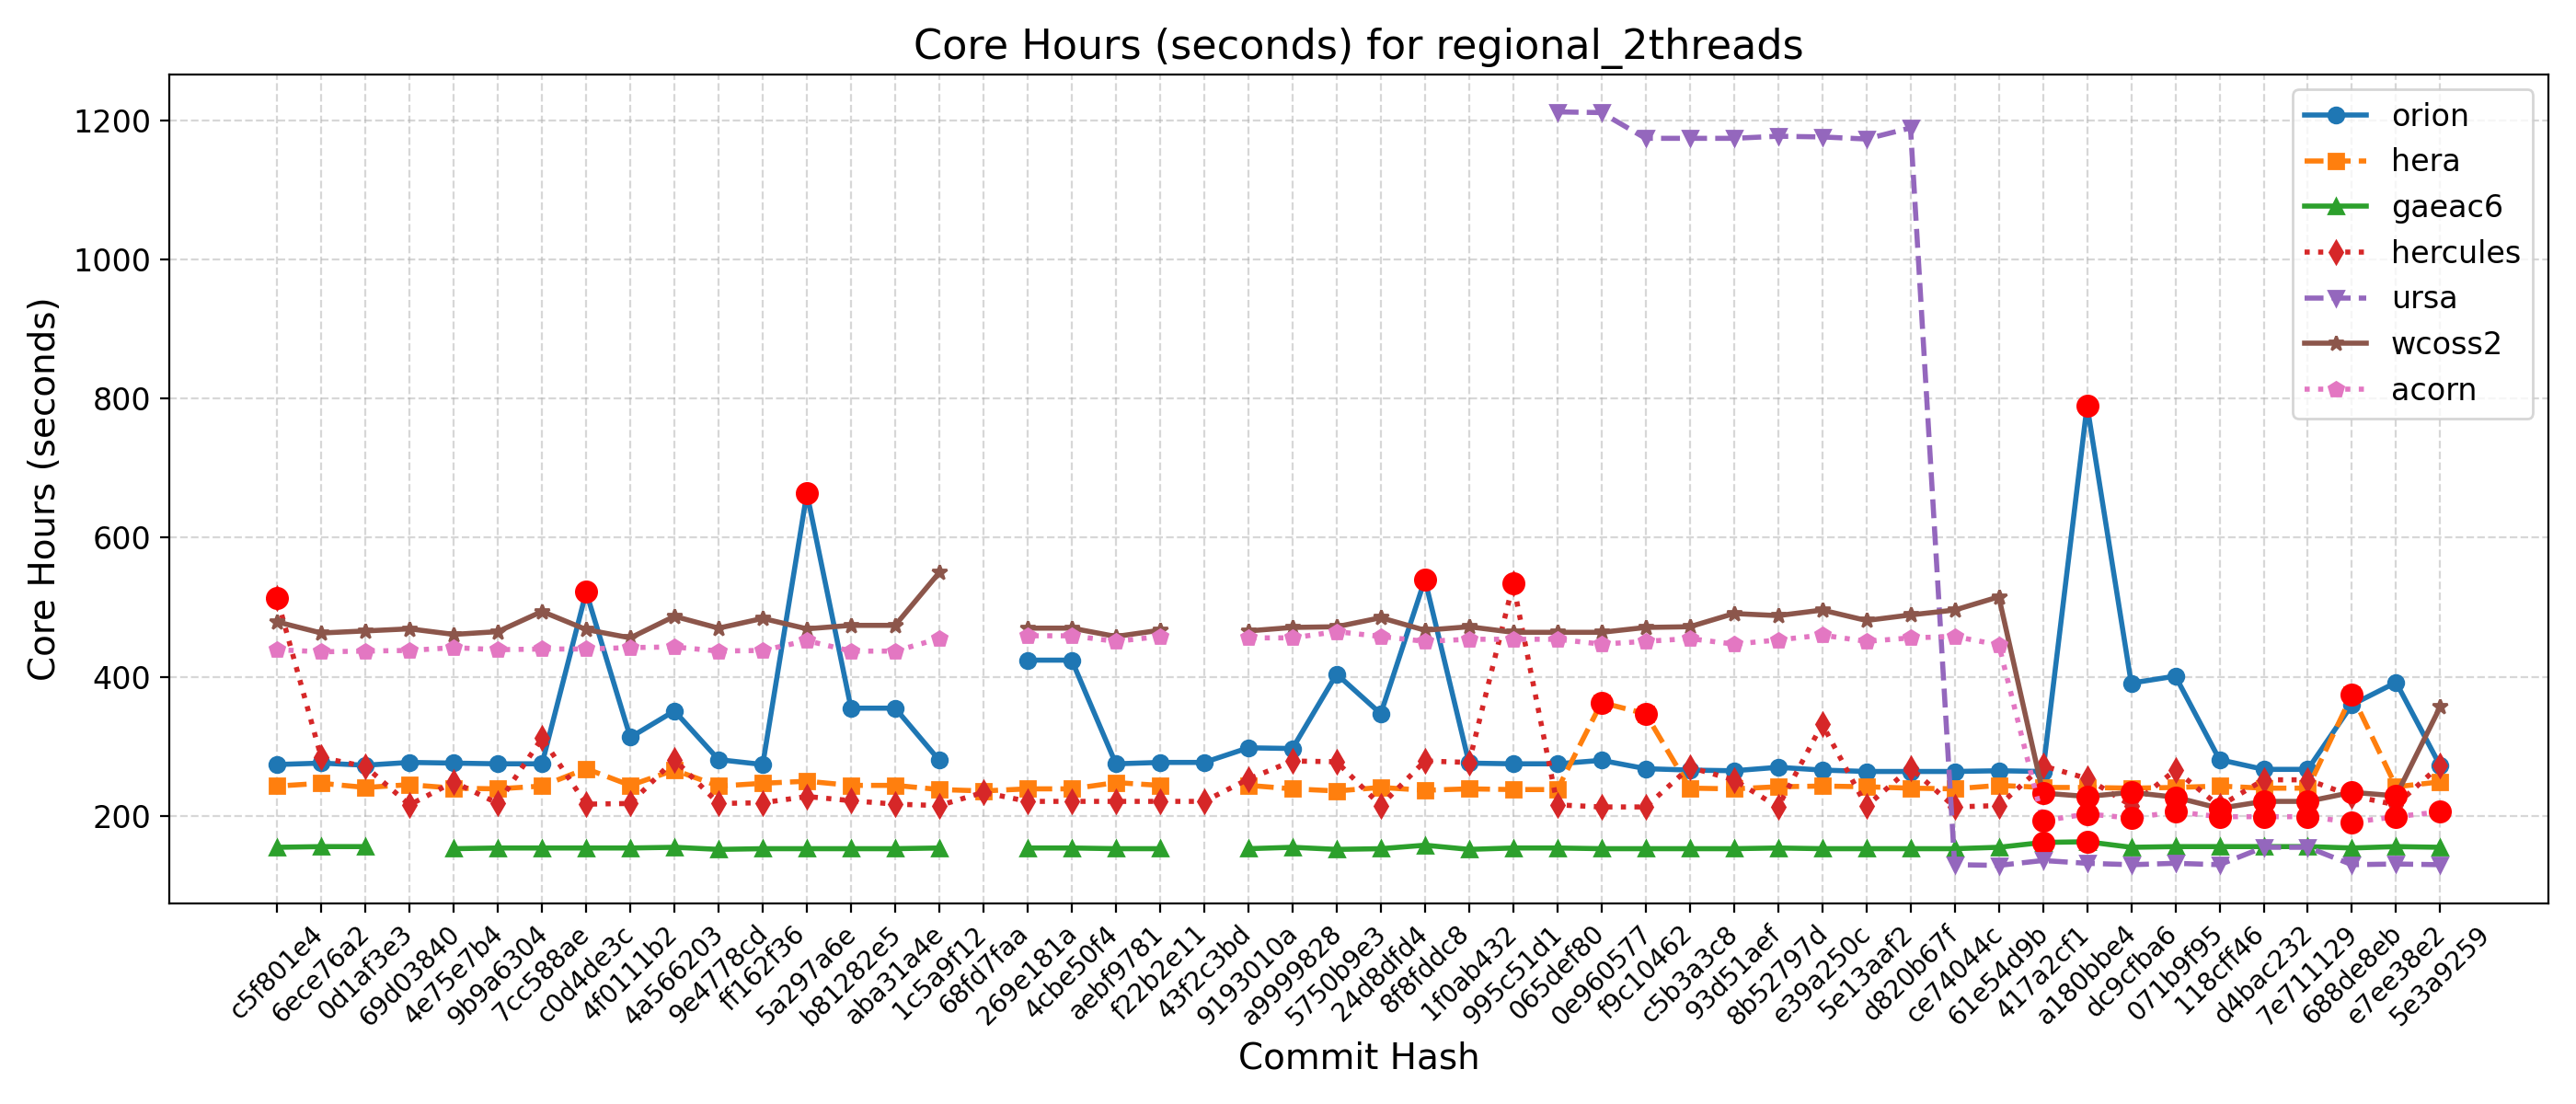 Core Hours (seconds) for regional_2threads
Core Hours (seconds)
1200
1000
800
600
400
200
orion
hera
gaeac6
hercules
ursa
wcoss2
acorn
c5f801e4
6ece76a2
0d1af3e3
69d03840
4e75e7b4
9b9a6304
7cc588ae
c0d4de3c
4f0111b2
4a566203
9e4778cd
ff162f36
5a297a6e
b81282e5
aba31a4e
1c5a9f12
68fd7faa
269e181a
4cbe50f4
aebf9781
f22b2e11
43f2c3bd
9193010a
a9999828
5750b9e3
24d8dfd4
8f8fddc8
1f0ab432
995c51d1
065def80
0e960577
f9c10462
c5b3a3c8
93d51aef
8b52797d
e39a250c
5e13aaf2
d820b67f
ce74044c
61e54d9b
417a2cf1
a180bbe4
dc9cfba6
071b9f95
118cff46
d4bac232
7e711129
688de8eb
e7ee38e2
5e3a9259
Commit Hash